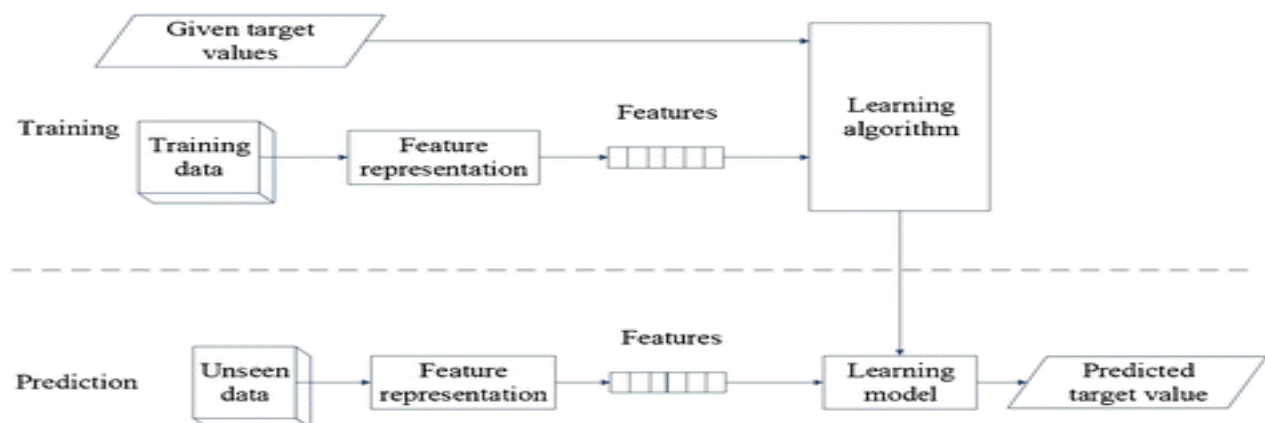 Given target
values
Training
Training
data
Feature
representation
Features
Learning
algorithm
Prediction
Unseen
data
Feature
representation
Features
Learning
model
Predicted
target value